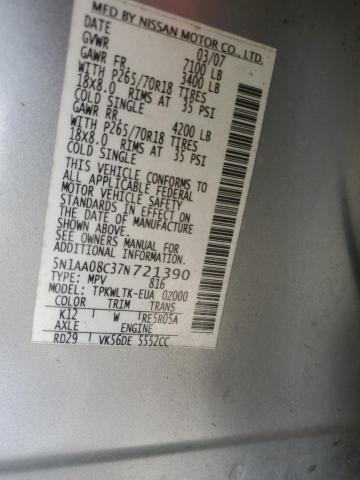 MFD BY NISSAN MOTOR CO., LTD.
DATE 03/07
GVWR 7100 LB
GAWR FR 3400 LB
WITH P265/70R18 TIRES
18x8.0 RIMS AT 35 PSI
COLD SINGLE
GAWR RR 4200 LB
WITH P265/70R18 TIRES
18x8.0 RIMS AT 35 PSI
COLD SINGLE
THIS VEHICLE CONFORMS TO
ALL APPLICABLE FEDERAL
MOTOR VEHICLE SAFETY
STANDARDS IN EFFECT ON
THE DATE OF MANUFACTURE
SHOWN ABOVE.
SEE OWNERS MANUAL FOR
ADDITIONAL INFORMATION.
5N1AA08C37N721390
TYPE: MPV 816
MODEL: TPKWLTK-EUA 02000
COLOR TRIM TRANS
K12 W RE5R05A
AXLE ENGINE
RD29 VK56DE 5552CC